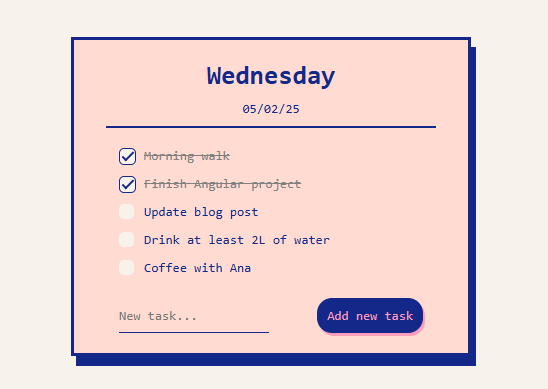 Wednesday
05/02/25
Morning walk
Finish Angular project
Update blog post
Drink at least 2L of water
Coffee with Ana
New task...
Add new task